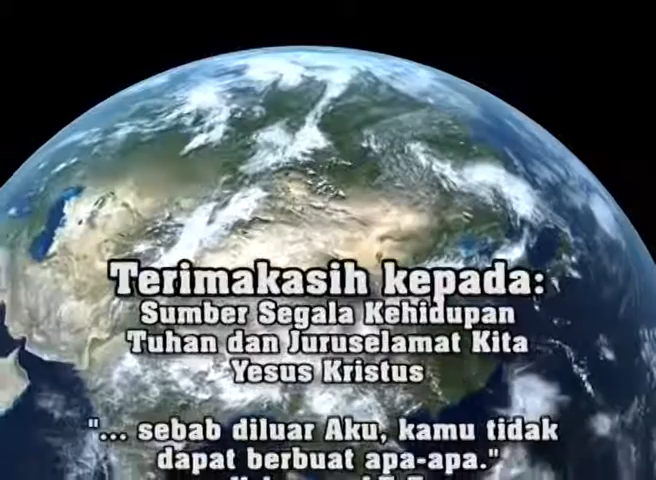 Terimakasih kepada:
Sumber Segala Kehidupan
Tuhan dan Juruselamat Kita
Yesus Kristus
"... sebab diluar Aku, kamu tidak
dapat berbuat apa-apa."